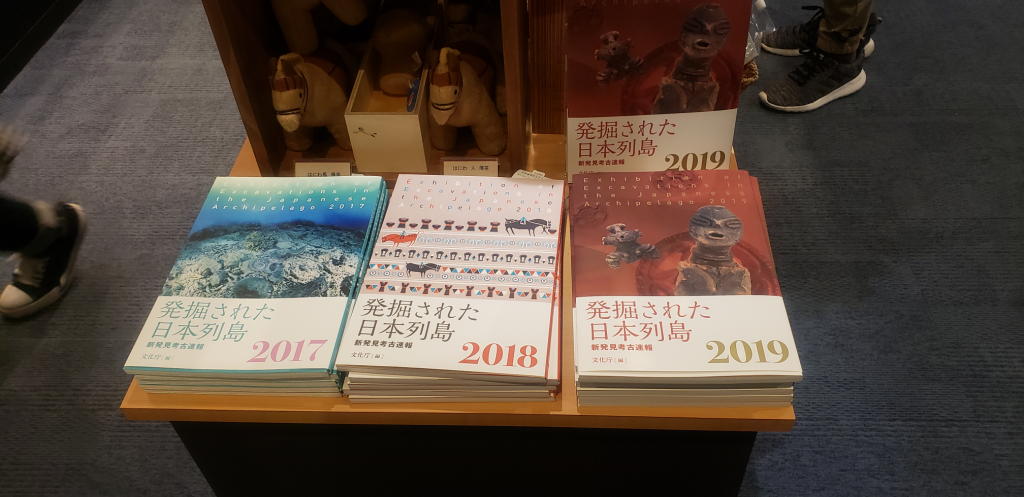 Archipelago
発掘された
日本列島
新発見考古速報
2019
Excavations in
the Japanese
Archipelago 2017
発掘された
日本列島
新発見考古速報
文化庁[編]
2017
Exhibition of
Excavations in
the Japanese
Archipelago 2018
発掘された
日本列島
新発見考古速報
文化庁[編]
2018
Exhibition of
Excavations in
the Japanese
Archipelago 2019
発掘された
日本列島
新発見考古速報
文化庁[編]
2019